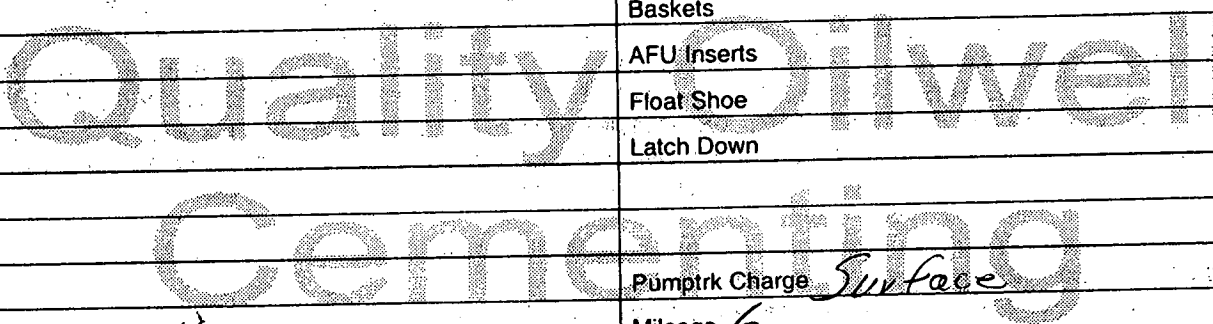 Baskets
AFU Inserts
Float Shoe
Latch Down
Quality Oilwel
Cementing
Pumptrk Charge Surface
Mileage 6